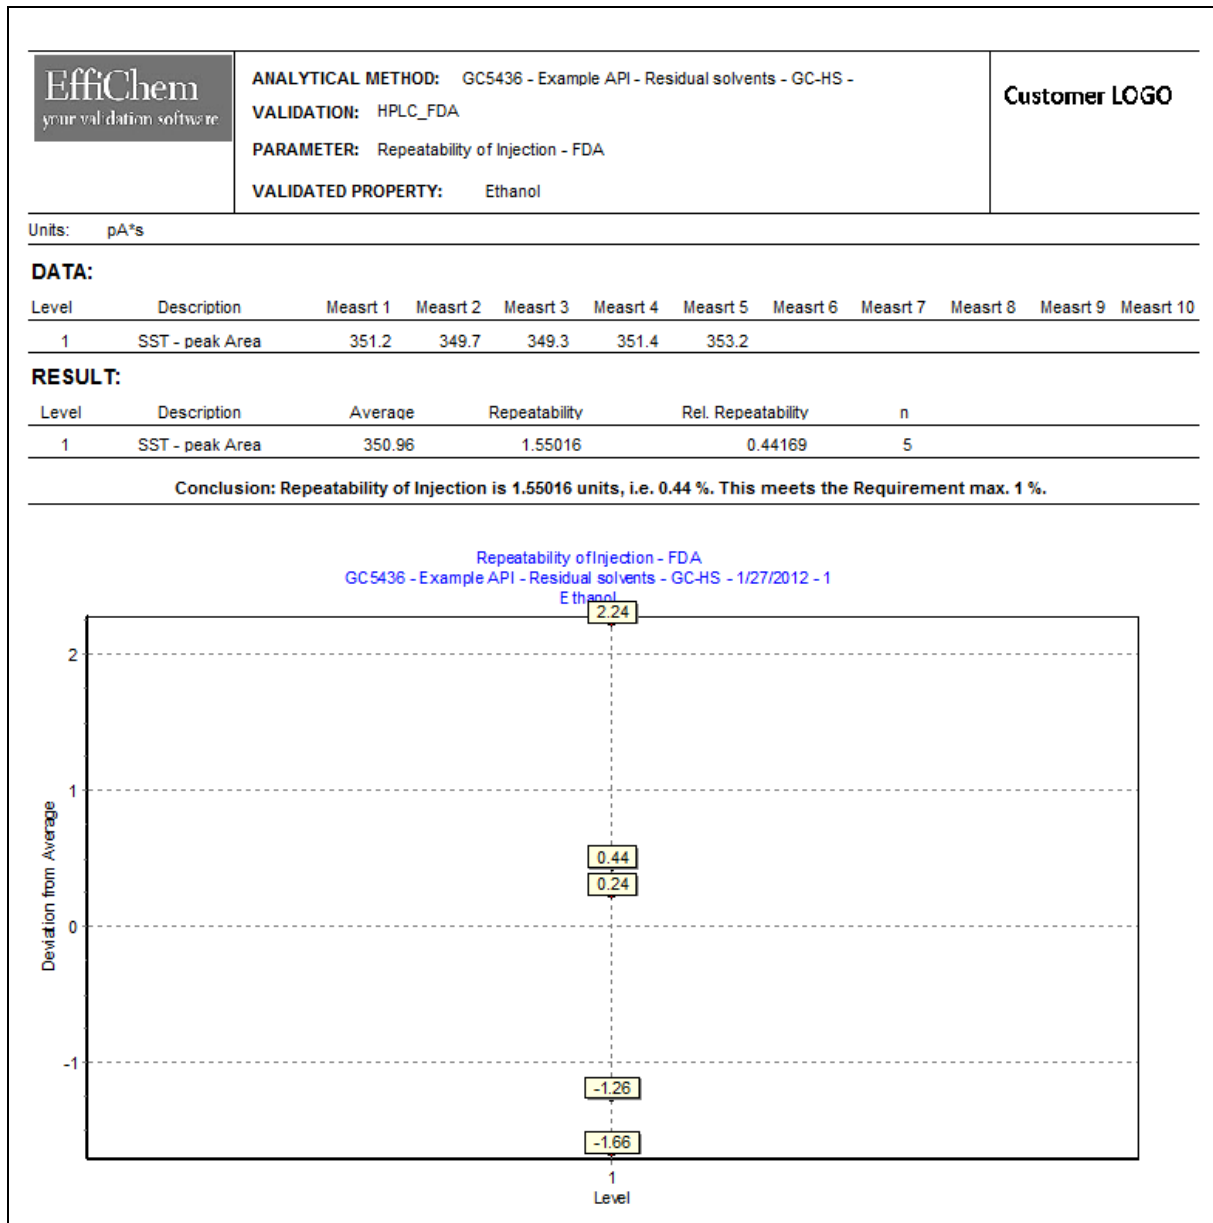 EffiChem
your validation software
ANALYTICAL METHOD: GC5436 - Example API - Residual solvents - GC-HS -
VALIDATION: HPLC_FDA
PARAMETER: Repeatability of Injection - FDA
VALIDATED PROPERTY: Ethanol
Customer LOGO
Units: pA*s
DATA:
Level Description Measrt 1 Measrt 2 Measrt 3 Measrt 4 Measrt 5 Measrt 6 Measrt 7 Measrt 8 Measrt 9 Measrt 10
1 SST - peak Area 351.2 349.7 349.3 351.4 353.2
RESULT:
Level Description Average Repeatability Rel. Repeatability n
1 SST - peak Area 350.96 1.55016 0.44169 5
Conclusion: Repeatability of Injection is 1.55016 units, i.e. 0.44 %. This meets the Requirement max. 1 %.
Repeatability of Injection - FDA
GC5436 - Example API - Residual solvents - GC-HS - 1/27/2012 - 1
Ethanol
2.24
2
1
0.44
0.24
0
-1
-1.26
-1.66
Deviation from Average
1
Level